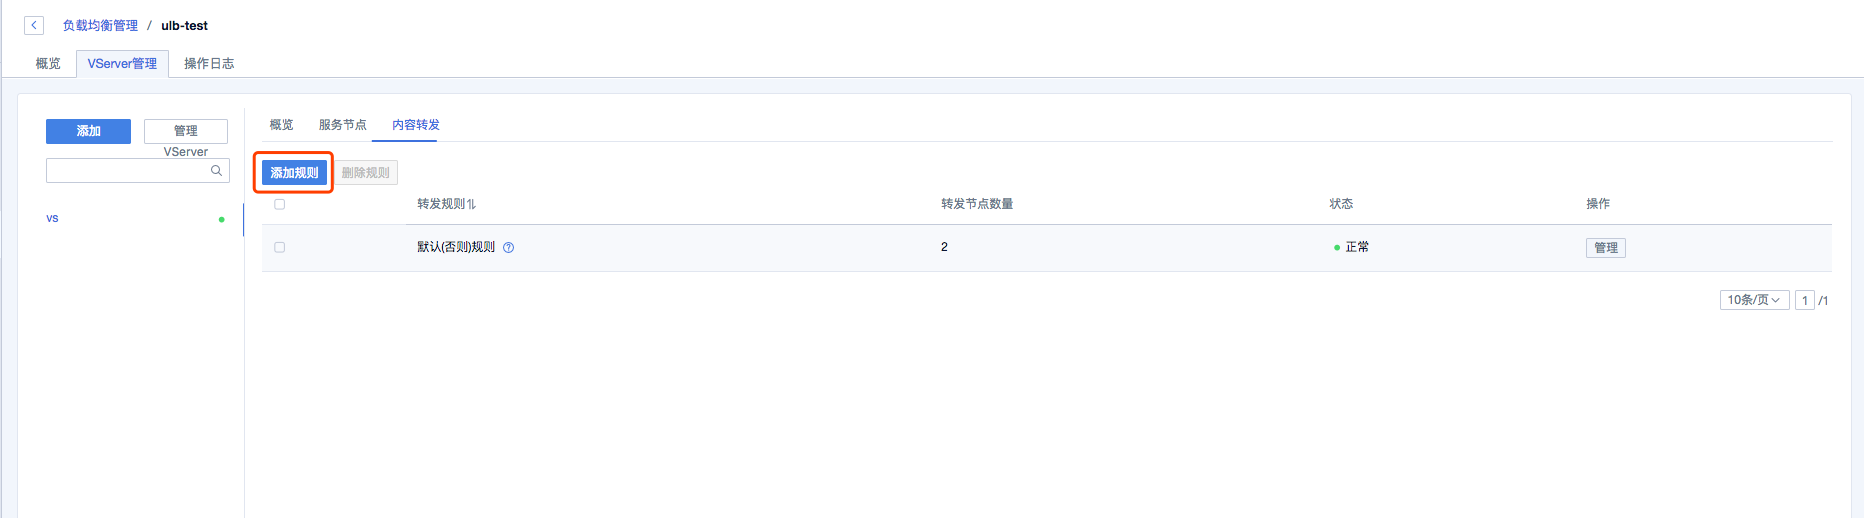 负载均衡管理 / ulb-test
概览 VServer管理 操作日志
添加 管理VServer
vs
概览 服务节点 内容转发
添加规则 删除规则
转发规则 转发节点数量 状态 操作
默认(否则)规则 2 正常 管理
10条/页 1 /1